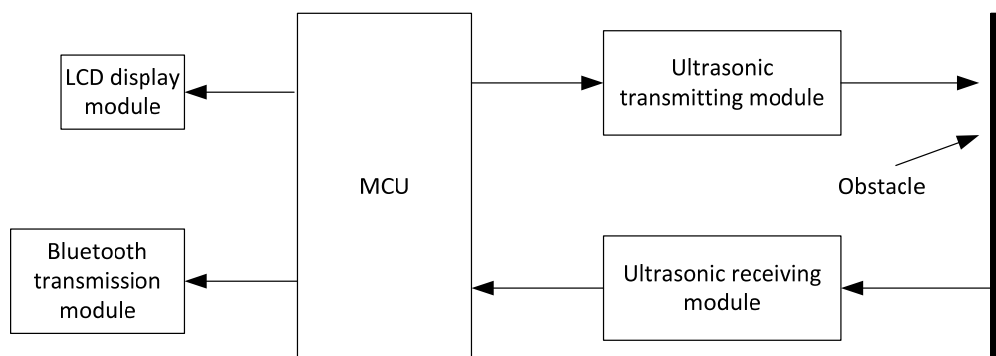 LCD display
module
Bluetooth
transmission
module
MCU
Ultrasonic
transmitting module
Obstacle
Ultrasonic receiving
module